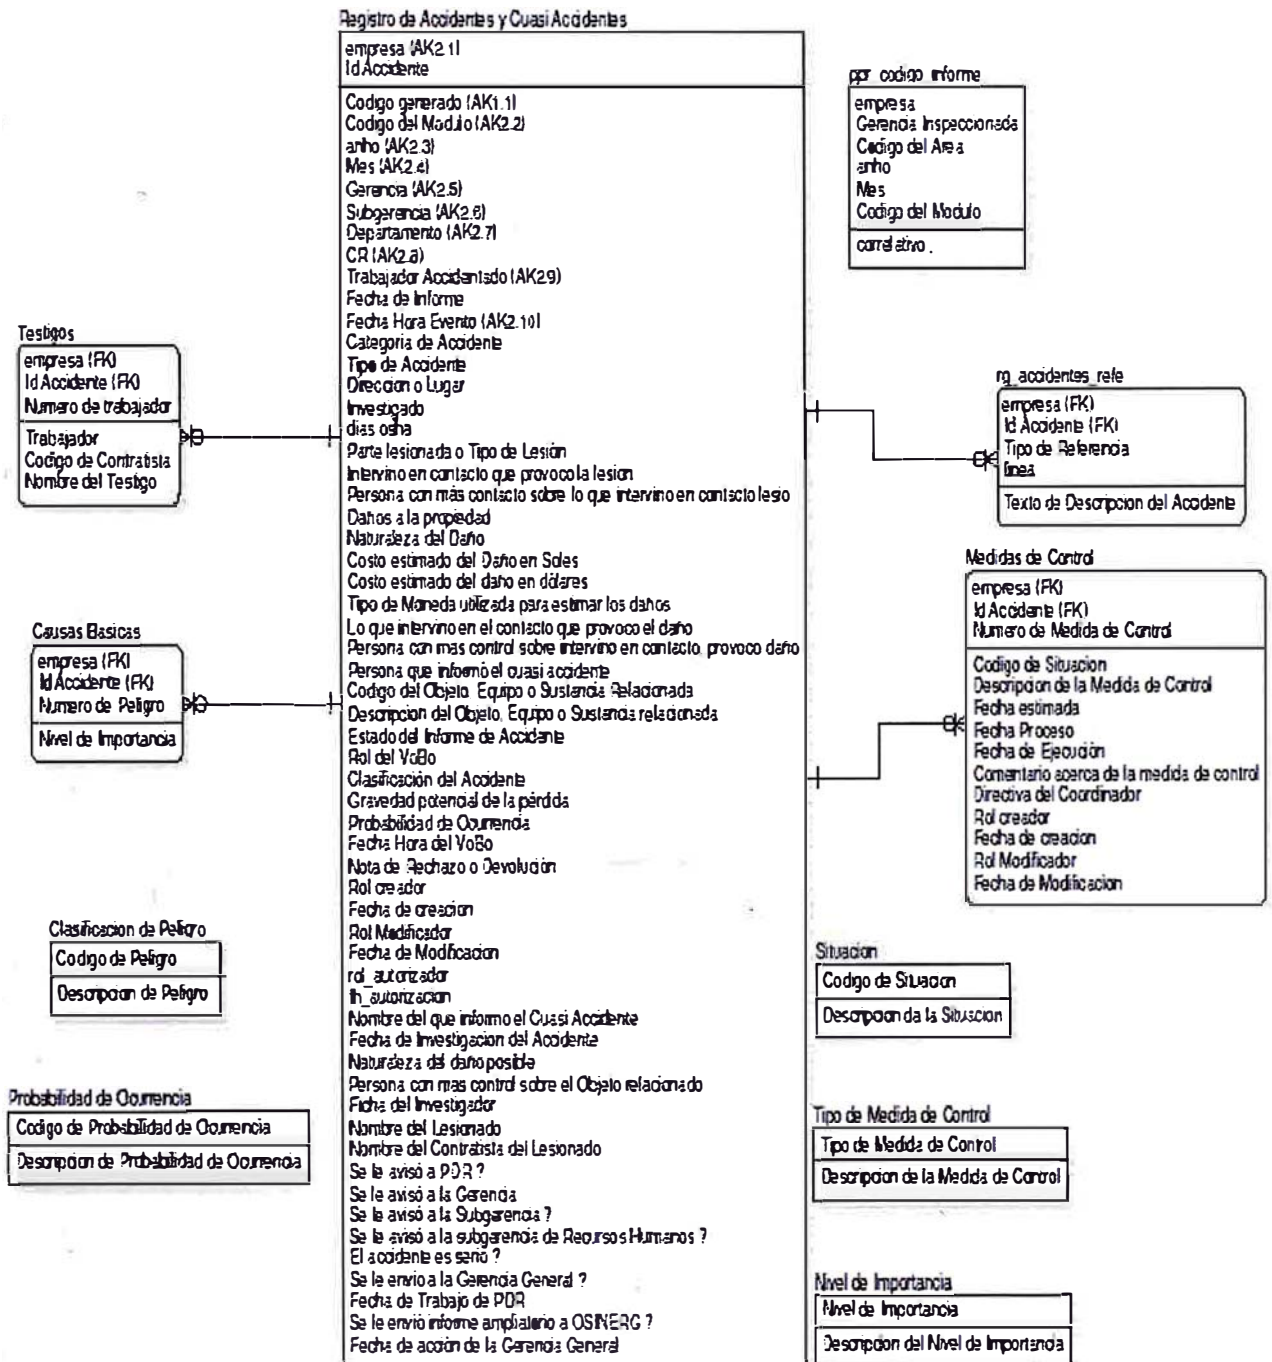 Registro de Accidentes y Cuasi Accidentes
empresa (AK2.1)
Id Accidente
Codigo generado (AK1.1)
Codigo del Modulo (AK2.2)
anho (AK2.3)
Mes (AK2.4)
Gerencia (AK2.5)
Subgerencia (AK2.6)
Departamento (AK2.7)
CR (AK2.8)
Trabajador Accidentado (AK2.9)
Fecha de Informe
Fecha Hora Evento (AK2.10)
Categoria de Accidente
Tipo de Accidente
Direccion o Lugar
Investigado
dias osha
Parte lesionada o Tipo de Lesión
Intervino en contacto que provoco la lesion
Persona con más contacto sobre lo que intervino en contacto lesio
Daños a la propiedad
Naturaleza del Daño
Costo estimado del Daño en Soles
Costo estimado del daño en dólares
Tipo de Moneda utilizada para estimar los daños
Lo que intervino en el contacto que provoco el daño
Persona con mas control sobre intervino en contacto, provoco daño
Persona que informó el cuasi accidente
Codigo del Objeto, Equipo o Sustancia Relacionada
Descripcion del Objeto, Equipo o Sustancia relacionada
Estado del Informe de Accidente
Rol del VoBo
Clasificación del Accidente
Gravedad potencial de la pérdida
Probabilidad de Ocurrencia
Fecha Hora del VoBo
Nota de Rechazo o Devolución
Rol creador
Fecha de creacion
Rol Modificador
Fecha de Modificacion
rol_autorizador
fh_autorizacion
Nombre del que informo el Cuasi Accidente
Fecha de Investigacion del Accidente
Naturaleza del daño posible
Persona con mas control sobre el Objeto relacionado
Ficha del Investigador
Nombre del Lesionado
Nombre del Contratista del Lesionado
Se le avisó a PDR ?
Se le avisó a la Gerencia
Se le avisó a la Subgerencia ?
Se le avisó a la subgerencia de Recursos Humanos ?
El accidente es serio ?
Se le envio a la Gerencia General ?
Fecha de Trabajo de PDR
Se le envió informe ampliatorio a OSINERG ?
Fecha de acción de la Gerencia General
ppr_codigo_informe
empresa
Gerencia Inspeccionada
Codigo del Area
anho
Mes
Codigo del Modulo
correlativo
Testigos
empresa (FK)
Id Accidente (FK)
Numero de trabajador
Trabajador
Codigo de Contratista
Nombre del Testigo
rg_accidentes_refe
empresa (FK)
Id Accidente (FK)
Tipo de Referencia
linea
Texto de Descripcion del Accidente
Medidas de Control
empresa (FK)
Id Accidente (FK)
Numero de Medida de Control
Codigo de Situacion
Descripcion de la Medida de Control
Fecha estimada
Fecha Proceso
Fecha de Ejecución
Comentario acerca de la medida de control
Directiva del Coordinador
Rol creador
Fecha de creacion
Rol Modificador
Fecha de Modificacion
Causas Basicas
empresa (FK)
Id Accidente (FK)
Numero de Peligro
Nivel de Importancia
Clasificacion de Peligro
Codigo de Peligro
Descripcion de Peligro
Situacion
Codigo de Situacion
Descripcion da la Situacion
Probabilidad de Ocurrencia
Codigo de Probabilidad de Ocurrencia
Descripcion de Probabilidad de Ocurrencia
Tipo de Medida de Control
Tipo de Medida de Control
Descripcion de la Medida de Control
Nivel de Importancia
Nivel de Importancia
Descripcion del Nivel de Importancia